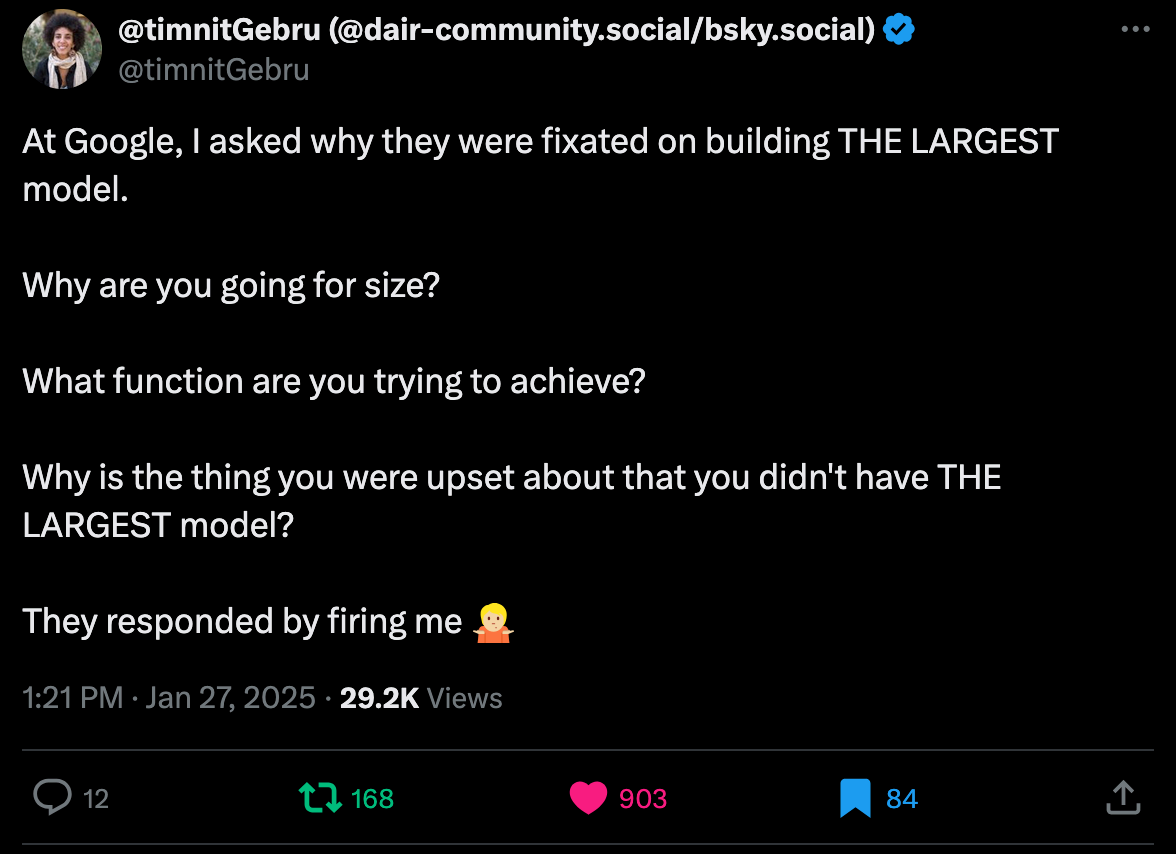 @timnitGebru (@dair-community.social/bsky.social)
@timnitGebru
At Google, I asked why they were fixated on building THE LARGEST
model.
Why are you going for size?
What function are you trying to achieve?
Why is the thing you were upset about that you didn't have THE
LARGEST model?
They responded by firing me 🤷🏼
1:21 PM · Jan 27, 2025 · 29.2K Views
12 168 903 84